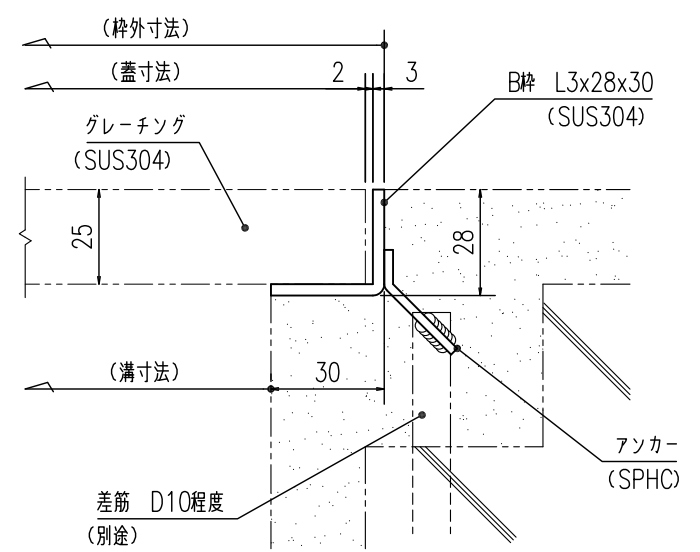 (枠外寸法)
(蓋寸法)
2
3
B枠 L3x28x30
(SUS304)
グレーチング
(SUS304)
25
28
(溝寸法)
30
アンカー
(SPHC)
差筋 D10程度
(別途)